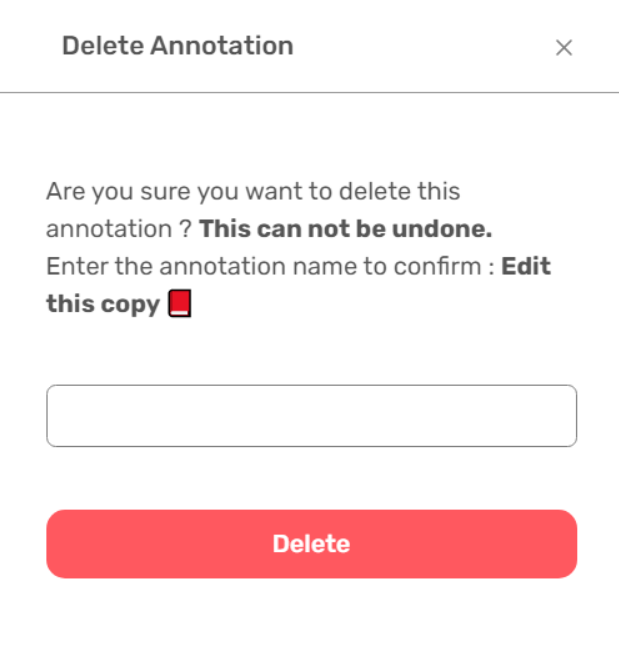 Delete Annotation
Are you sure you want to delete this
annotation ? This can not be undone.
Enter the annotation name to confirm : Edit
this copy 📕
Delete